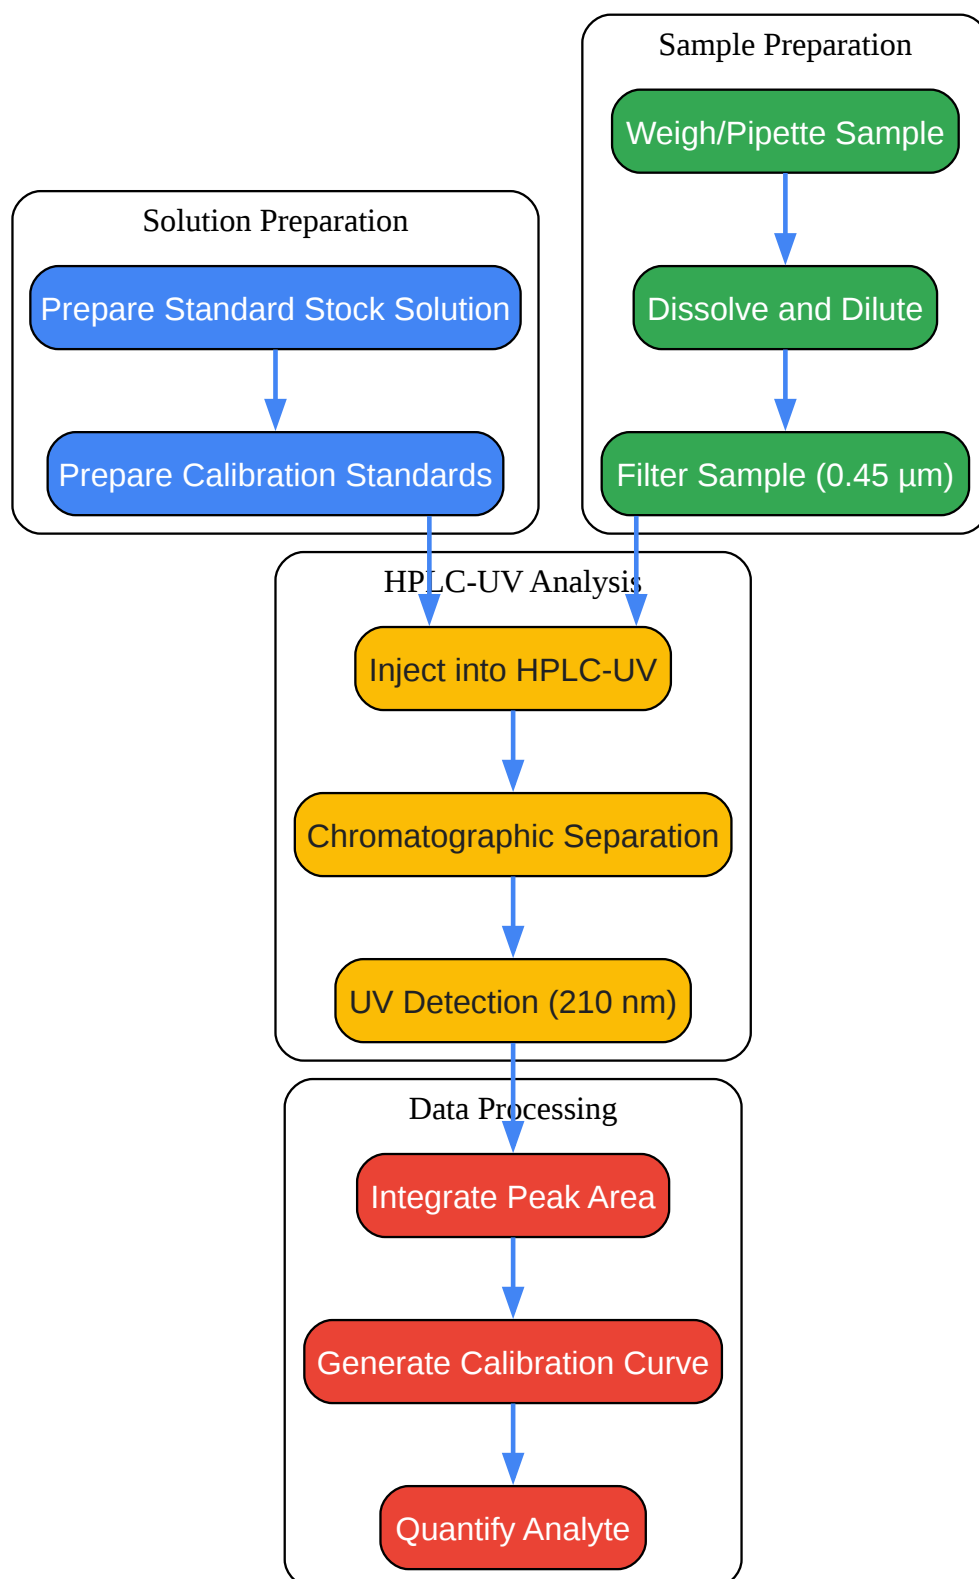 Sample Preparation
Weigh/Pipette Sample
Dissolve and Dilute
Filter Sample (0.45 µm)
Solution Preparation
Prepare Standard Stock Solution
Prepare Calibration Standards
HPLC-UV Analysis
Inject into HPLC-UV
Chromatographic Separation
UV Detection (210 nm)
Data Processing
Integrate Peak Area
Generate Calibration Curve
Quantify Analyte